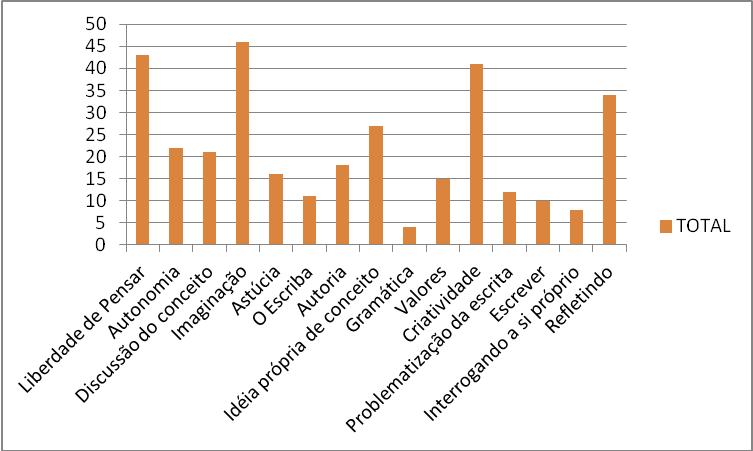 50
45
40
35
30
25
20
15
10
5
0
Liberdade de Pensar
Autonomia
Discussão do conceito
Imaginação
Astúcia
O Escriba
Autoria
Idéia própria de conceito
Gramática
Valores
Criatividade
Problematização da escrita
Escrever
Interrogando a si próprio
Refletindo
TOTAL